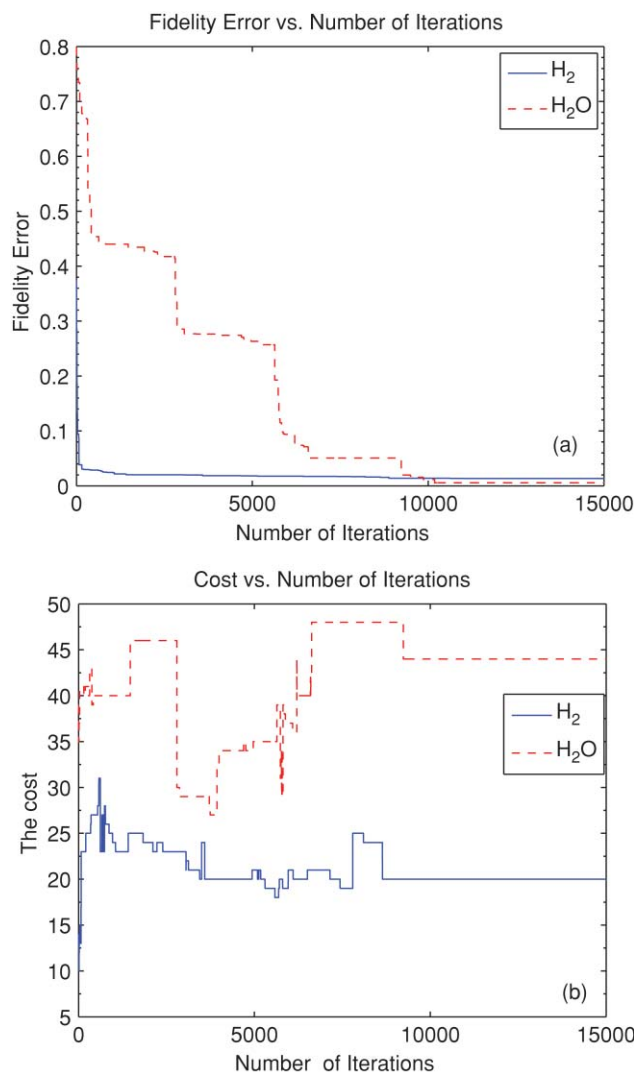 Fidelity Error vs. Number of Iterations
0.8
0.7
0.6
0.5
0.4
0.3
0.2
0.1
0
Fidelity Error
H2
H2O
(a)
0 5000 10000 15000
Number of Iterations
Cost vs. Number of Iterations
50
45
40
35
30
25
20
15
10
5
The cost
H2
H2O
(b)
0 5000 10000 15000
Number of Iterations